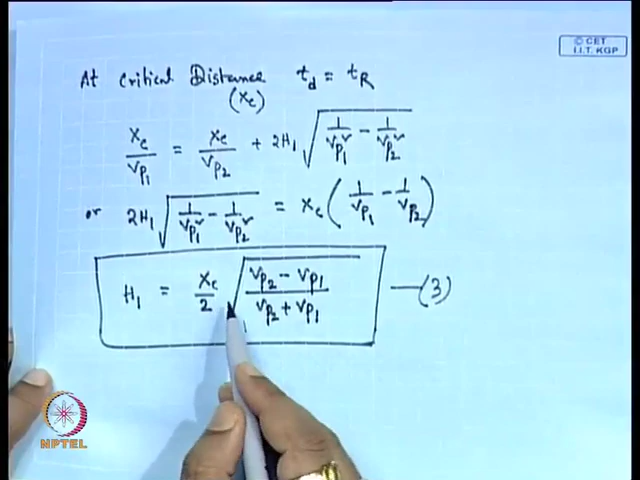 © CET
I.I.T. KGP
At Critical Distance t_d = t_R
(x_c)
x_c/v_p1 = x_c/v_p2 + 2H_1 √(1/v_p1² − 1/v_p2²)
or 2H_1 √(1/v_p1² − 1/v_p2²) = x_c (1/v_p1 − 1/v_p2)
H_1 = x_c/2 √((v_p2 − v_p1)/(v_p2 + v_p1)) —(3)
NPTEL